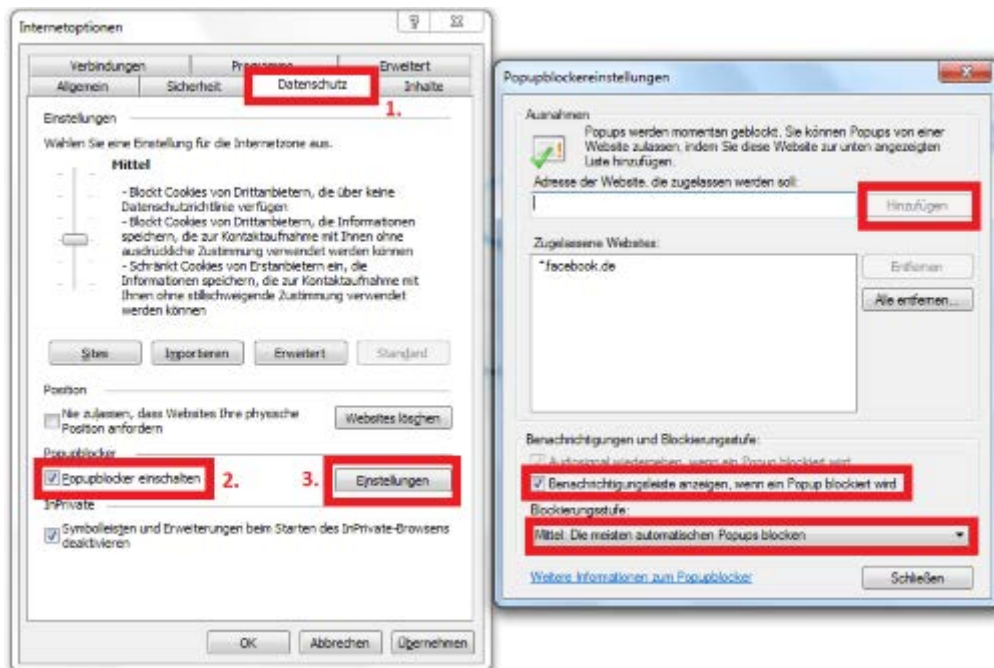 Internetoptionen
Verbindungen Programme Erweitert
Allgemein Sicherheit Datenschutz Inhalte
1.
Einstellungen
Wählen Sie eine Einstellung für die Internetzone aus.
Mittel
- Blockt Cookies von Drittanbietern, die über keine
Datenschutzrichtlinie verfügen
- Blockt Cookies von Drittanbietern, die Informationen
speichern, die zur Kontaktaufnahme mit Ihnen ohne
ausdrückliche Zustimmung verwendet werden können
- Schränkt Cookies von Erstanbietern ein, die
Informationen speichern, die zur Kontaktaufnahme mit
Ihnen ohne stillschweigende Zustimmung verwendet
werden können
Sites Importieren Erweitert Standard
Position
Nie zulassen, dass Websites Ihre physische
Position anfordern
Websites löschen
Popupblocker
Popupblocker einschalten 2. 3. Einstellungen
InPrivate
Symbolleisten und Erweiterungen beim Starten des InPrivate-Browsens
deaktivieren
OK Abbrechen Übernehmen
Popupblockereinstellungen
Ausnahmen
Popups werden momentan geblockt. Sie können Popups von einer
Website zulassen, indem Sie diese Website zur unten angezeigten
Liste hinzufügen.
Adresse der Website, die zugelassen werden soll:
Hinzufügen
Zugelassene Websites:
*.facebook.de
Entfernen
Alle entfernen...
Benachrichtigungen und Blockierungsstufe:
Audiosignal wiedergeben, wenn ein Popup blockiert wird
Benachrichtigungsleiste anzeigen, wenn ein Popup blockiert wird
Blockierungsstufe:
Mittel: Die meisten automatischen Popups blocken
Weitere Informationen zum Popupblocker
Schließen